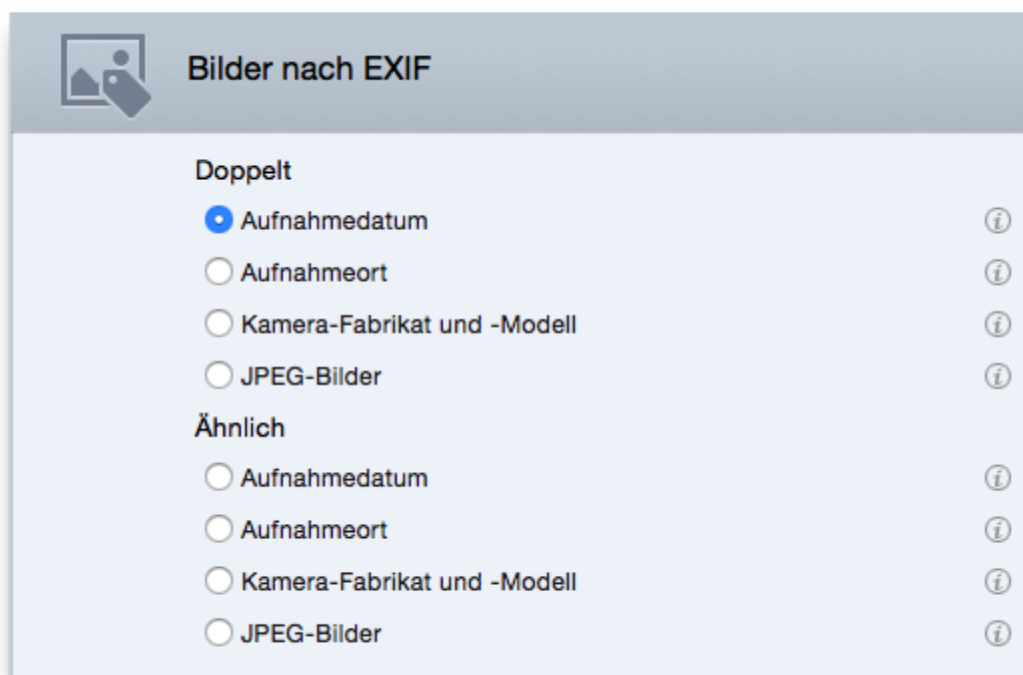 Bilder nach EXIF
Doppelt
Aufnahmedatum
Aufnahmeort
Kamera-Fabrikat und -Modell
JPEG-Bilder
Ähnlich
Aufnahmedatum
Aufnahmeort
Kamera-Fabrikat und -Modell
JPEG-Bilder